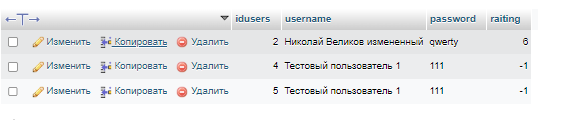 idusers username password raiting
Изменить Копировать Удалить 2 Николай Великов измененный qwerty 6
Изменить Копировать Удалить 4 Тестовый пользователь 1 111 -1
Изменить Копировать Удалить 5 Тестовый пользователь 1 111 -1